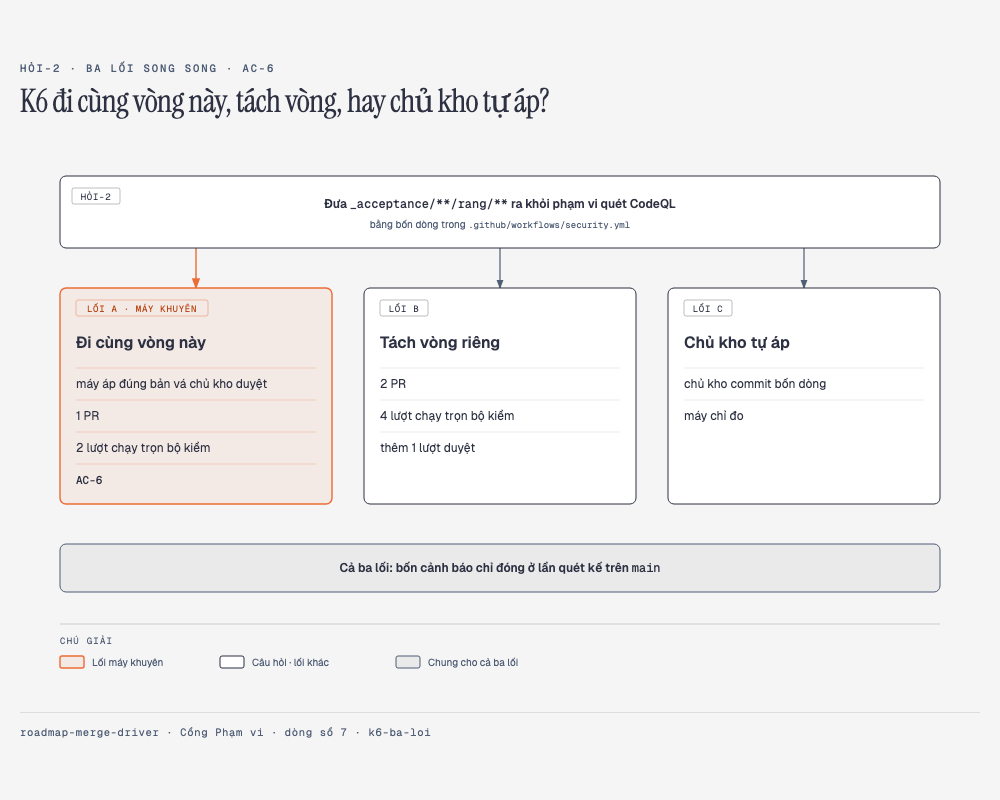 HỎI-2 · BA LỐI SONG SONG · AC-6
K6 đi cùng vòng này, tách vòng, hay chủ kho tự áp?
HỎI-2
Đưa _acceptance/**/rang/** ra khỏi phạm vi quét CodeQL
bằng bốn dòng trong .github/workflows/security.yml
LỐI A · MÁY KHUYÊN
Đi cùng vòng này
máy áp đúng bản vá chủ kho duyệt
1 PR
2 lượt chạy trọn bộ kiểm
AC-6
LỐI B
Tách vòng riêng
2 PR
4 lượt chạy trọn bộ kiểm
thêm 1 lượt duyệt
LỐI C
Chủ kho tự áp
chủ kho commit bốn dòng
máy chỉ đo
Cả ba lối: bốn cảnh báo chỉ đóng ở lần quét kế trên main
CHÚ GIẢI
Lối máy khuyên
Câu hỏi · lối khác
Chung cho cả ba lối
roadmap-merge-driver · Cổng Phạm vi · dòng số 7 · k6-ba-loi